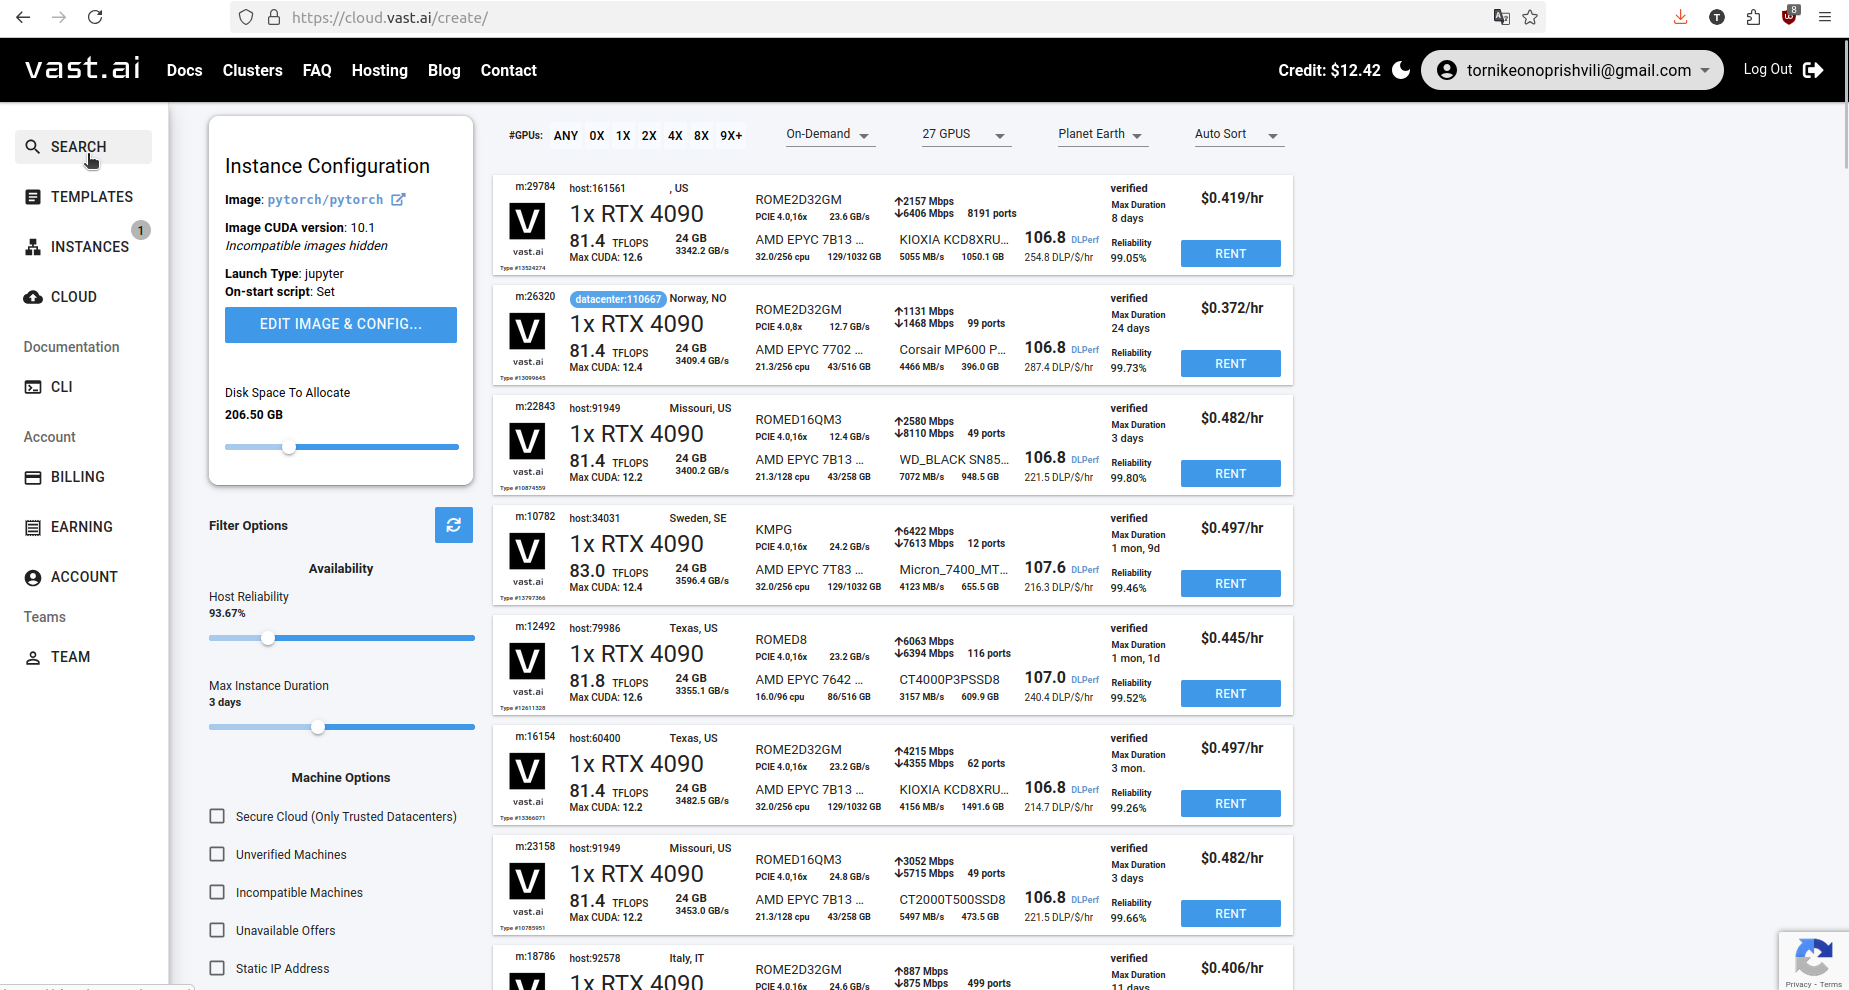 https://cloud.vast.ai/create/
8
vast.ai
Docs
Clusters
FAQ
Hosting
Blog
Contact
Credit: $12.42
tornikeonoprishvili@gmail.com
Log Out
SEARCH
TEMPLATES
INSTANCES
1
CLOUD
Documentation
CLI
Account
BILLING
EARNING
ACCOUNT
Teams
TEAM
Instance Configuration
Image: pytorch/pytorch
Image CUDA version: 10.1
Incompatible images hidden
Launch Type: jupyter
On-start script: Set
EDIT IMAGE & CONFIG...
Disk Space To Allocate
206.50 GB
Filter Options
Availability
Host Reliability
93.67%
Max Instance Duration
3 days
Machine Options
Secure Cloud (Only Trusted Datacenters)
Unverified Machines
Incompatible Machines
Unavailable Offers
Static IP Address
#GPUs: ANY 0X 1X 2X 4X 8X 9X+
On-Demand
27 GPUS
Planet Earth
Auto Sort
m:29784 host:161561 , US
vast.ai
Type #13524274
1x RTX 4090
81.4 TFLOPS 24 GB
Max CUDA: 12.6 3342.2 GB/s
ROME2D32GM
PCIE 4.0,16x 23.6 GB/s
AMD EPYC 7B13 ...
32.0/256 cpu 129/1032 GB
↑2157 Mbps
↓6406 Mbps 8191 ports
KIOXIA KCD8XRU...
5055 MB/s 1050.1 GB
106.8 DLPerf
254.8 DLP/$/hr
verified
Max Duration
8 days
Reliability
99.05%
$0.419/hr
RENT
m:26320 datacenter:110667 Norway, NO
vast.ai
Type #13099645
1x RTX 4090
81.4 TFLOPS 24 GB
Max CUDA: 12.4 3409.4 GB/s
ROME2D32GM
PCIE 4.0,8x 12.7 GB/s
AMD EPYC 7702 ...
21.3/256 cpu 43/516 GB
↑1131 Mbps
↓1468 Mbps 99 ports
Corsair MP600 P...
4466 MB/s 396.0 GB
106.8 DLPerf
287.4 DLP/$/hr
verified
Max Duration
24 days
Reliability
99.73%
$0.372/hr
RENT
m:22843 host:91949 Missouri, US
vast.ai
Type #10874559
1x RTX 4090
81.4 TFLOPS 24 GB
Max CUDA: 12.2 3400.2 GB/s
ROMED16QM3
PCIE 4.0,16x 12.4 GB/s
AMD EPYC 7B13 ...
21.3/128 cpu 43/258 GB
↑2580 Mbps
↓8110 Mbps 49 ports
WD_BLACK SN85...
7072 MB/s 948.5 GB
106.8 DLPerf
221.5 DLP/$/hr
verified
Max Duration
3 days
Reliability
99.80%
$0.482/hr
RENT
m:10782 host:34031 Sweden, SE
vast.ai
Type #13797366
1x RTX 4090
83.0 TFLOPS 24 GB
Max CUDA: 12.4 3596.4 GB/s
KMPG
PCIE 4.0,16x 24.2 GB/s
AMD EPYC 7T83 ...
32.0/256 cpu 129/1032 GB
↑6422 Mbps
↓7613 Mbps 12 ports
Micron_7400_MT...
4123 MB/s 655.5 GB
107.6 DLPerf
216.3 DLP/$/hr
verified
Max Duration
1 mon, 9d
Reliability
99.46%
$0.497/hr
RENT
m:12492 host:79986 Texas, US
vast.ai
Type #12611328
1x RTX 4090
81.8 TFLOPS 24 GB
Max CUDA: 12.6 3355.1 GB/s
ROMED8
PCIE 4.0,16x 23.2 GB/s
AMD EPYC 7642 ...
16.0/96 cpu 86/516 GB
↑6063 Mbps
↓6394 Mbps 116 ports
CT4000P3PSSD8
3157 MB/s 609.9 GB
107.0 DLPerf
240.4 DLP/$/hr
verified
Max Duration
1 mon, 1d
Reliability
99.52%
$0.445/hr
RENT
m:16154 host:60400 Texas, US
vast.ai
Type #13366071
1x RTX 4090
81.4 TFLOPS 24 GB
Max CUDA: 12.2 3482.5 GB/s
ROME2D32GM
PCIE 4.0,16x 23.2 GB/s
AMD EPYC 7B13 ...
32.0/256 cpu 129/1032 GB
↑4215 Mbps
↓4355 Mbps 62 ports
KIOXIA KCD8XRU...
4156 MB/s 1491.6 GB
106.8 DLPerf
214.7 DLP/$/hr
verified
Max Duration
3 mon.
Reliability
99.26%
$0.497/hr
RENT
m:23158 host:91949 Missouri, US
vast.ai
Type #10785951
1x RTX 4090
81.4 TFLOPS 24 GB
Max CUDA: 12.2 3453.0 GB/s
ROMED16QM3
PCIE 4.0,16x 24.8 GB/s
AMD EPYC 7B13 ...
21.3/128 cpu 43/258 GB
↑3052 Mbps
↓5715 Mbps 49 ports
CT2000T500SSD8
5497 MB/s 473.5 GB
106.8 DLPerf
221.5 DLP/$/hr
verified
Max Duration
3 days
Reliability
99.66%
$0.482/hr
RENT
m:18786 host:92578 Italy, IT
1x RTX 4090
ROME2D32GM
PCIE 4.0,16x 24.6 GB/s
↑887 Mbps
↓875 Mbps 499 ports
verified
Max Duration
11 days
$0.406/hr
Privacy - Terms